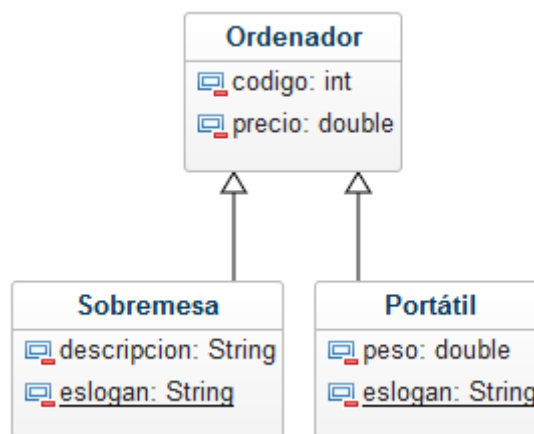 Ordenador
codigo: int
precio: double
Sobremesa
descripcion: String
eslogan: String
Portátil
peso: double
eslogan: String